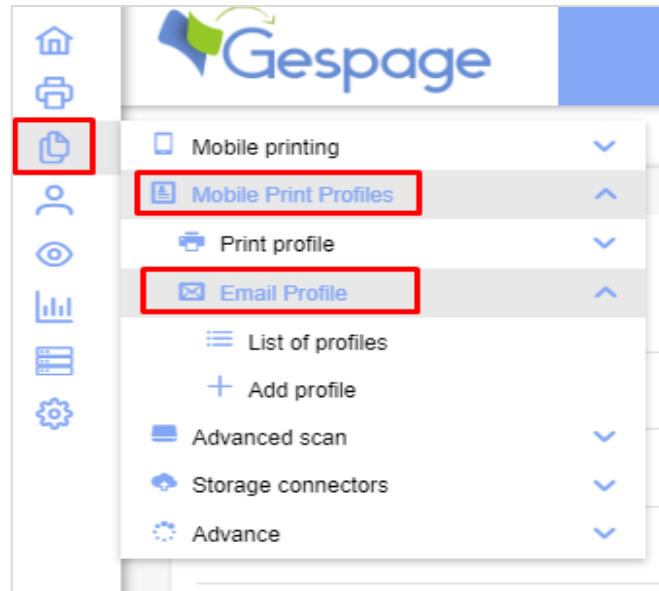 Gespage
Mobile printing
Mobile Print Profiles
Print profile
Email Profile
List of profiles
Add profile
Advanced scan
Storage connectors
Advance